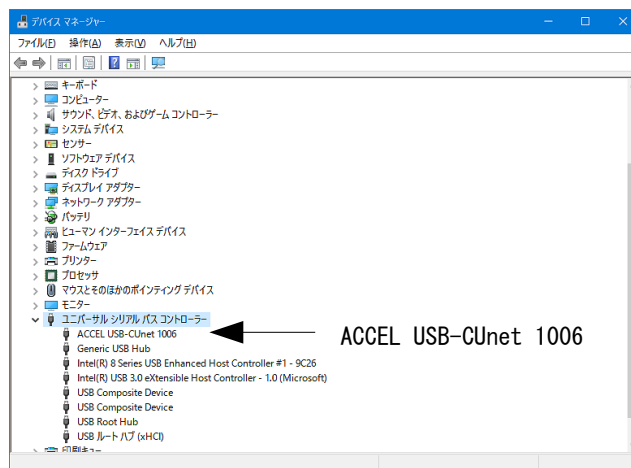 デバイス マネージャー
ファイル(F) 操作(A) 表示(V) ヘルプ(H)
キーボード
コンピューター
サウンド、ビデオ、およびゲーム コントローラー
システム デバイス
センサー
ソフトウェア デバイス
ディスク ドライブ
ディスプレイ アダプター
ネットワーク アダプター
バッテリ
ヒューマン インターフェイス デバイス
ファームウェア
プリンター
プロセッサ
マウスとそのほかのポインティング デバイス
モニター
ユニバーサル シリアル バス コントローラー
ACCEL USB-CUnet 1006
ACCEL USB-CUnet 1006
Generic USB Hub
Intel(R) 8 Series USB Enhanced Host Controller #1 - 9C26
Intel(R) USB 3.0 eXtensible Host Controller - 1.0 (Microsoft)
USB Composite Device
USB Composite Device
USB Root Hub
USB ルート ハブ (xHCI)
印刷キュー